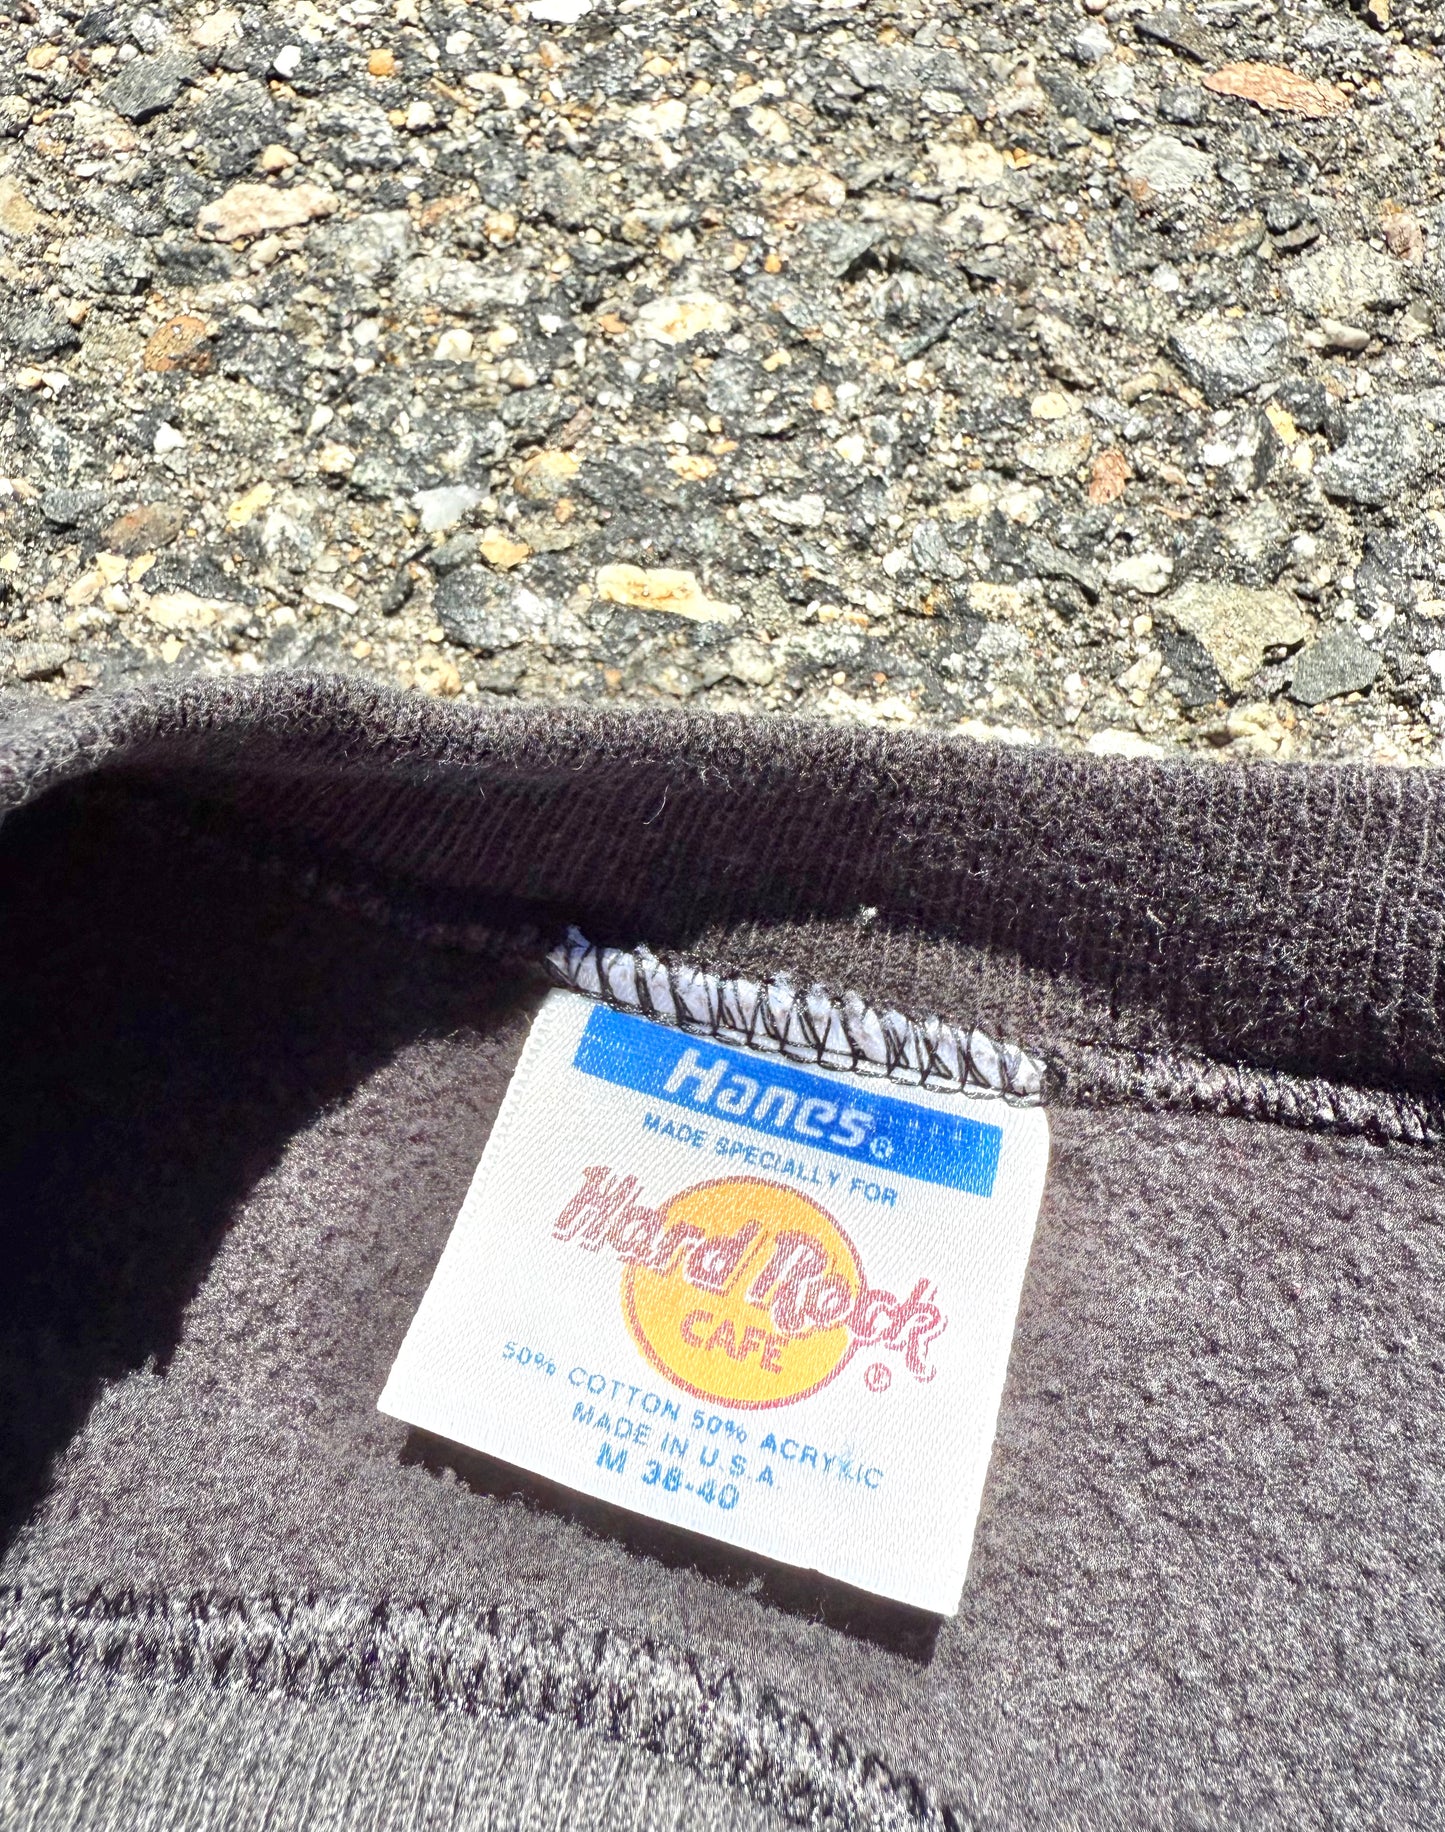 Hanes®
MADE SPECIALLY FOR
Hard Rock
CAFE
®
50% COTTON 50% ACRYLIC
MADE IN U.S.A.
M 38-40